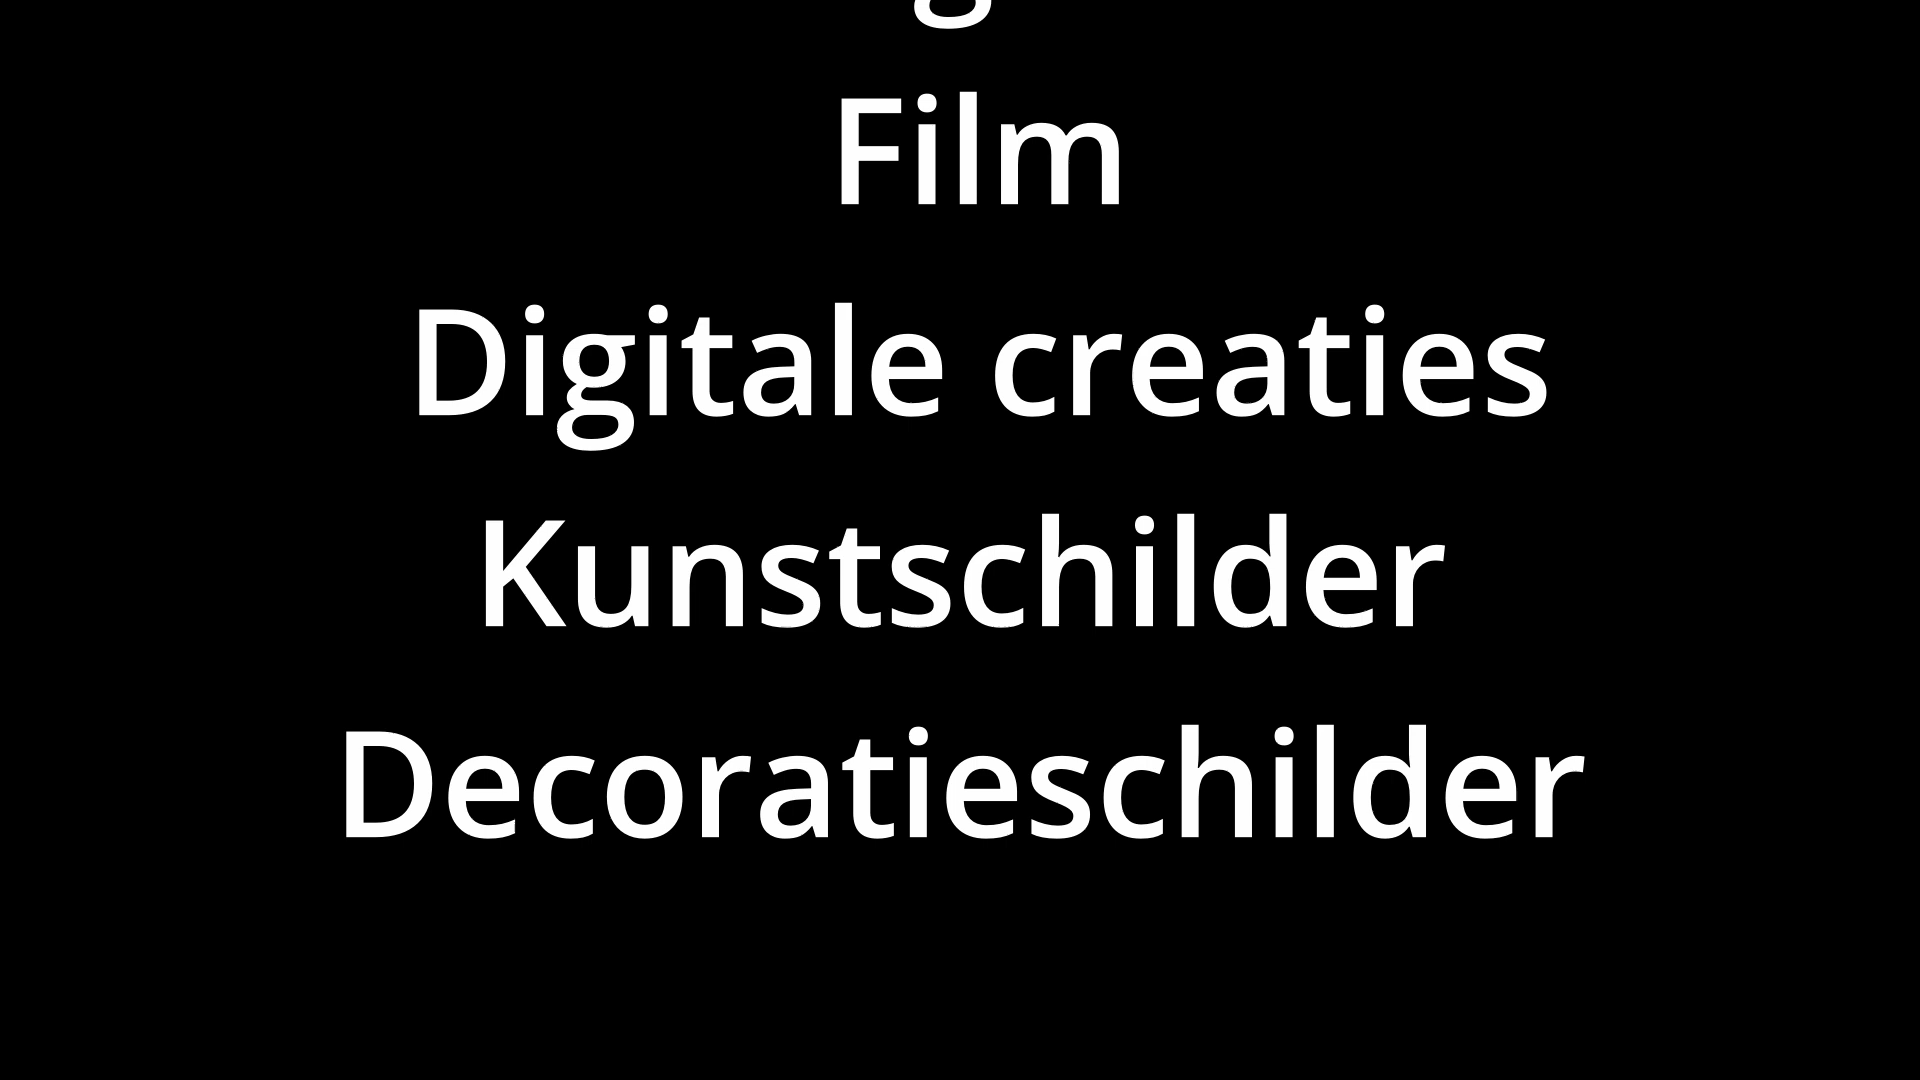 Film
Digitale creaties
Kunstschilder
Decoratieschilder